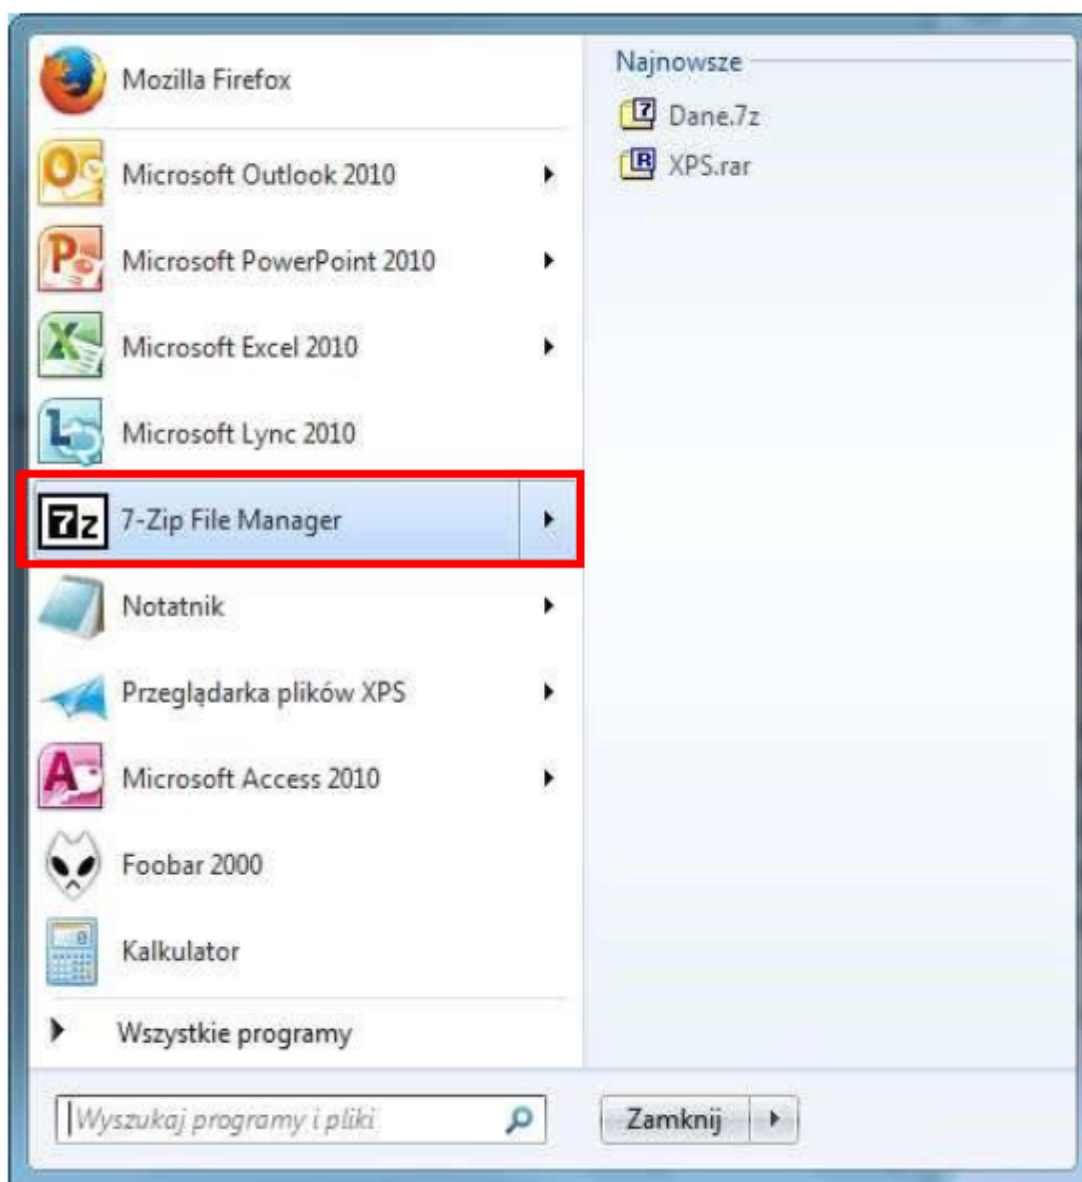 Mozilla Firefox
Microsoft Outlook 2010
Microsoft PowerPoint 2010
Microsoft Excel 2010
Microsoft Lync 2010
7-Zip File Manager
Notatnik
Przeglądarka plików XPS
Microsoft Access 2010
Foobar 2000
Kalkulator
Wszystkie programy
Wyszukaj programy i pliki
Najnowsze
Dane.7z
XPS.rar
Zamknij